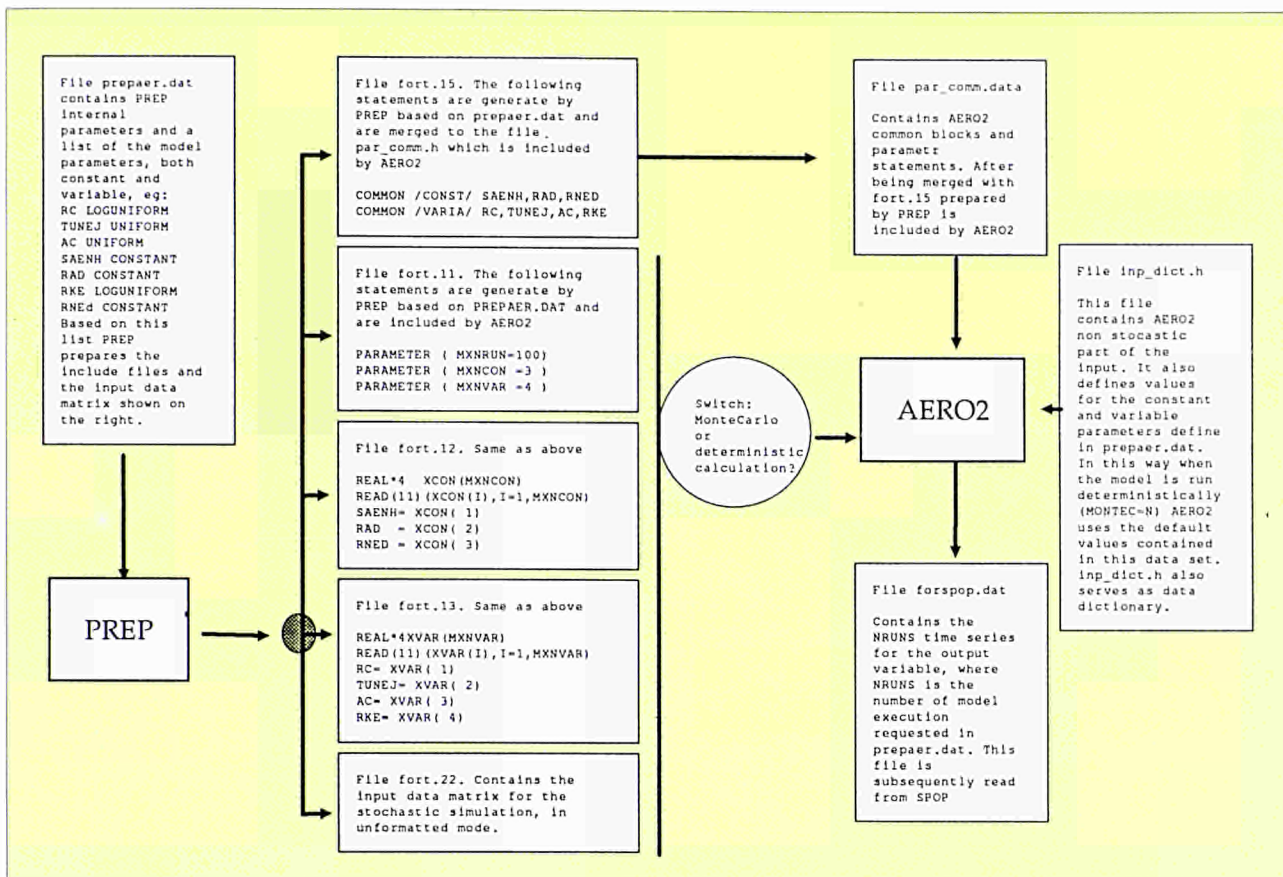 File prepaer.dat
contains PREP
internal
parameters and a
list of the model
parameters, both
constant and
variable, eg:
RC LOGUNIFORM
TUNEJ UNIFORM
AC UNIFORM
SAENH CONSTANT
RAD CONSTANT
RKE LOGUNIFORM
RNEd CONSTANT
Based on this
list PREP
prepares the
include files and
the input data
matrix shown on
the right.
PREP
File fort.15. The following
statements are generate by
PREP based on prepaer.dat and
are merged to the file
par_comm.h which is included
by AERO2
COMMON /CONST/ SAENH,RAD,RNED
COMMON /VARIA/ RC,TUNEJ,AC,RKE
File fort.11. The following
statements are generate by
PREP based on PREPAER.DAT and
are included by AERO2
PARAMETER ( MXNRUN=100)
PARAMETER ( MXNCON =3 )
PARAMETER ( MXNVAR =4 )
File fort.12. Same as above
REAL*4  XCON(MXNCON)
READ(11)(XCON(I),I=1,MXNCON)
SAENH= XCON( 1)
RAD  = XCON( 2)
RNED = XCON( 3)
File fort.13. Same as above
REAL*4XVAR(MXNVAR)
READ(11)(XVAR(I),I=1,MXNVAR)
RC= XVAR( 1)
TUNEJ= XVAR( 2)
AC= XVAR( 3)
RKE= XVAR( 4)
File fort.22. Contains the
input data matrix for the
stochastic simulation, in
unformatted mode.
Switch:
MonteCarlo
or
deterministic
calculation?
File par_comm.data
Contains AERO2
common blocks and
parametr
statements. After
being merged with
fort.15 prepared
by PREP is
included by AERO2
AERO2
File forspop.dat
Contains the
NRUNS time series
for the output
variable, where
NRUNS is the
number of model
execution
requested in
prepaer.dat. This
file is
subsequently read
from SPOP
File inp_dict.h
This file
contains AERO2
non stocastic
part of the
input. It also
defines values
for the constant
and variable
parameters define
in prepaer.dat.
In this way when
the model is run
deterministically
(MONTEC=N) AERO2
uses the default
values contained
in this data set.
inp_dict.h also
serves as data
dictionary.